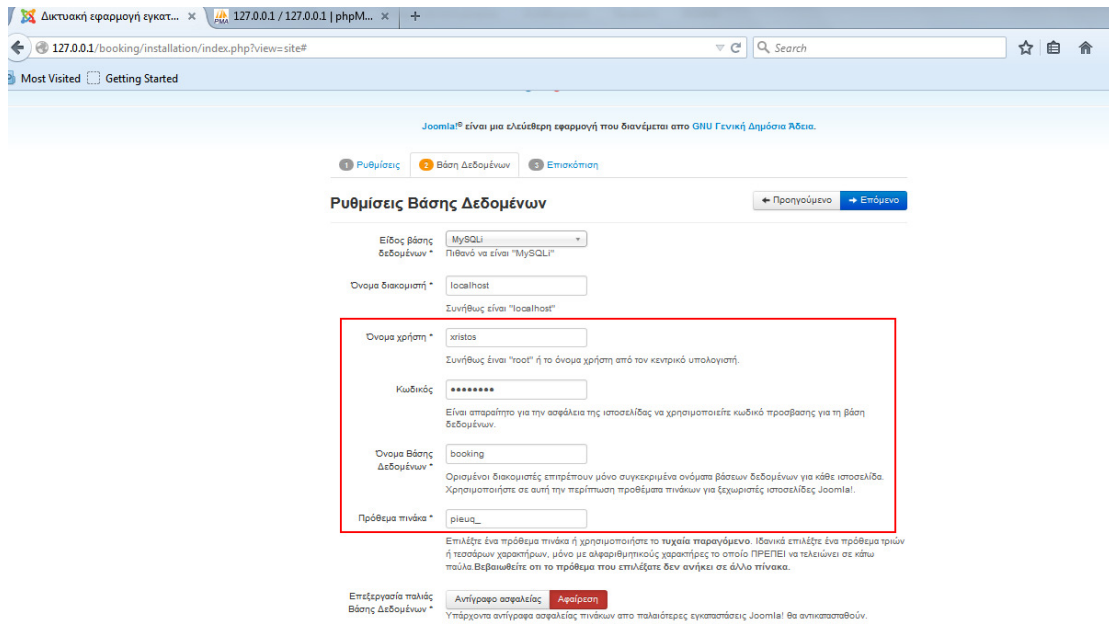 Δικτυακή εφαρμογή εγκατ... × 127.0.0.1 / 127.0.0.1 | phpM... × +
127.0.0.1/booking/installation/index.php?view=site# Search
Most Visited Getting Started
Joomla!® είναι μια ελεύθερη εφαρμογή που διανέμεται απο GNU Γενική Δημόσια Άδεια.
1 Ρυθμίσεις 2 Βάση Δεδομένων 3 Επισκόπιση
Ρυθμίσεις Βάσης Δεδομένων Προηγούμενο Επόμενο
Είδος βάσης δεδομένων * MySQLi
Πιθανό να είναι "MySQLi"
Όνομα διακομιστή * localhost
Συνήθως είναι "localhost"
Όνομα χρήστη * xristos
Συνήθως έιναι "root" ή το όνομα χρήστη από τον κεντρικό υπολογιστή.
Κωδικός ••••••••
Είναι απαραίτητο για την ασφάλεια της ιστοσελίδας να χρησιμοποιείτε κωδικό προσβασης για τη βάση
δεδομένων.
Όνομα Βάσης Δεδομένων * booking
Ορισμένοι διακομιστές επιτρέπουν μόνο συγκεκριμένα ονόματα βάσεων δεδομένων για κάθε ιστοσελίδα.
Χρησιμοποιήστε σε αυτή την περίπτωση προθέματα πινάκων για ξεχωριστές ιστοσελίδες Joomla!.
Πρόθεμα πινάκα * pieuq_
Επιλέξτε ένα πρόθεμα πινάκα ή χρησιμοποιήστε το τυχαία παραγόμενο. Ιδανικά επιλέξτε ένα πρόθεμα τριών
ή τεσσάρων χαρακτήρων, μόνο με αλφαριθμητικούς χαρακτήρες το οποίο ΠΡΕΠΕΙ να τελειώνει σε κάτω
παύλα.Βεβαιωθείτε οτι το πρόθεμα που επιλέξατε δεν ανήκει σε άλλο πίνακα.
Επεξεργασία παλιάς Βάσης Δεδομένων * Αντίγραφο ασφαλείας Αφαίρεση
Υπάρχοντα αντίγραφα ασφαλείας πινάκων απο παλαιότερες εγκαταστάσεις Joomla! θα αντικατασταθούν.